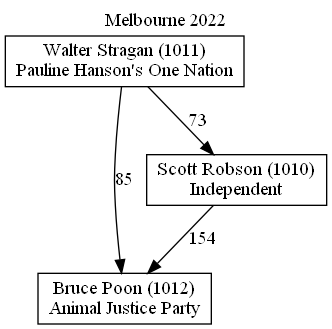 Melbourne 2022
Walter Stragan (1011)
Pauline Hanson's One Nation
73
Scott Robson (1010)
Independent
85
154
Bruce Poon (1012)
Animal Justice Party